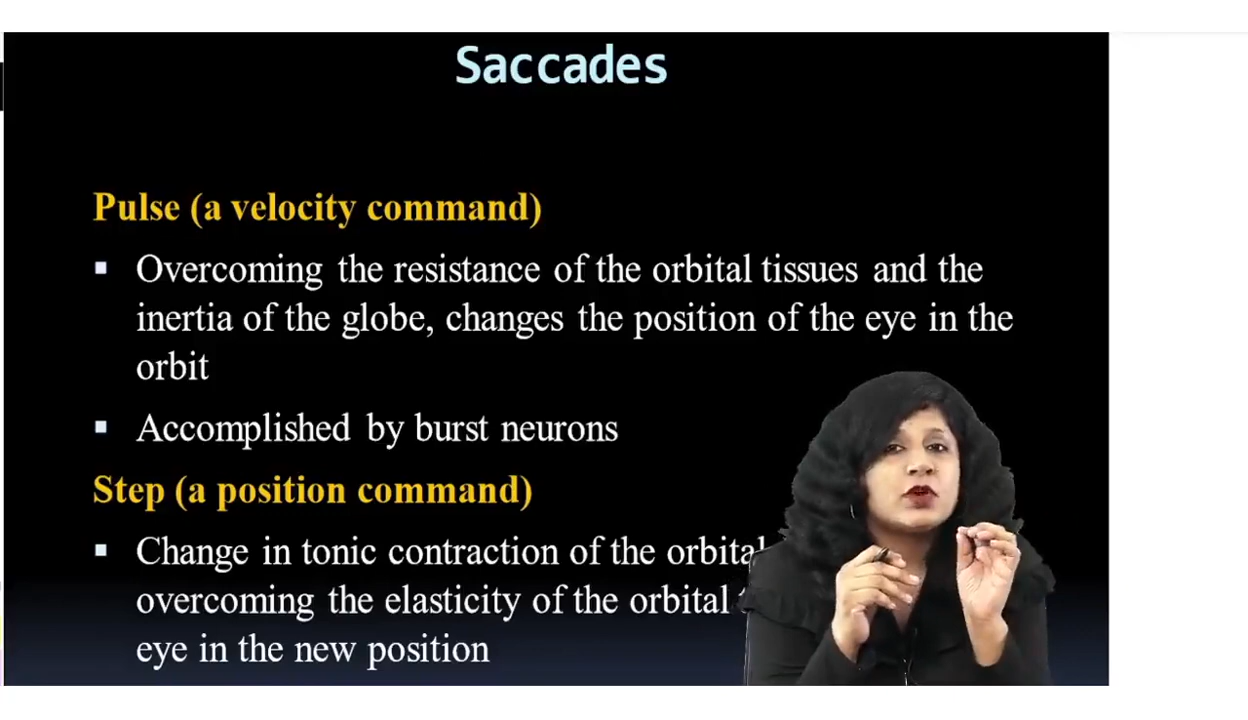 Saccades
Pulse (a velocity command)
Overcoming the resistance of the orbital tissues and the
inertia of the globe, changes the position of the eye in the
orbit
Accomplished by burst neurons
Step (a position command)
Change in tonic contraction of the orbital
overcoming the elasticity of the orbital
eye in the new position